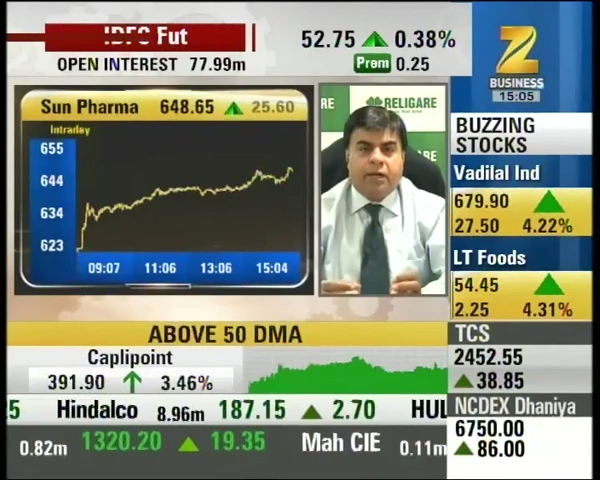 IDFC Fut
52.75 0.38%
OPEN INTEREST 77.99m
Prem 0.25
Z
BUSINESS
15:05
Sun Pharma 648.65 25.60
Intraday
655
644
634
623
09:07 11:06 13:06 15:04
RE
RELIGARE
ARE
BUZZING
STOCKS
Vadilal Ind
679.90
27.50 4.22%
LT Foods
54.45
2.25 4.31%
ABOVE 50 DMA
Caplipoint
391.90 3.46%
TCS
2452.55
38.85
5 Hindalco 8.96m 187.15 2.70 HUL
NCDEX Dhaniya
6750.00
86.00
0.82m 1320.20 19.35 Mah CIE 0.11m